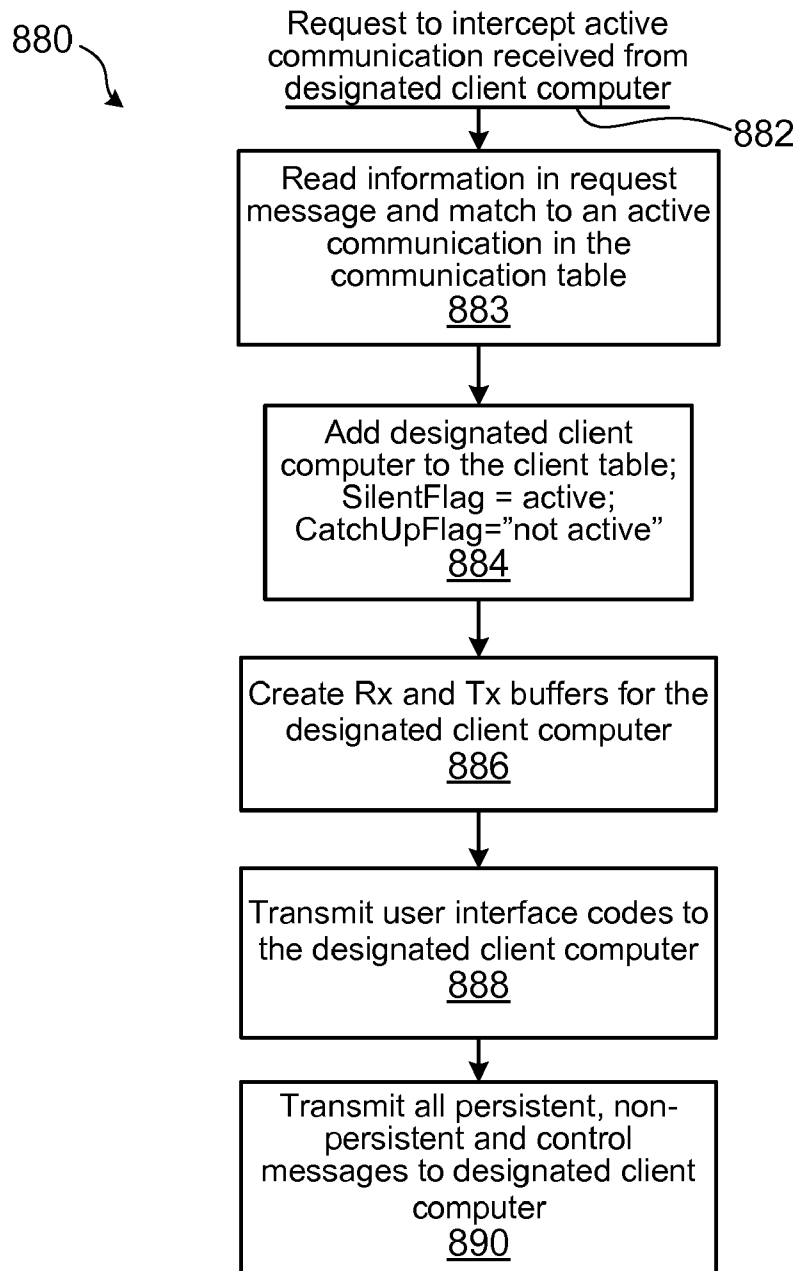 880
Request to intercept active
communication received from
designated client computer
882
Read information in request
message and match to an active
communication in the
communication table
883
Add designated client
computer to the client table;
SilentFlag = active;
CatchUpFlag=”not active”
884
Create Rx and Tx buffers for the
designated client computer
886
Transmit user interface codes to
the designated client computer
888
Transmit all persistent, non-
persistent and control
messages to designated client
computer
890